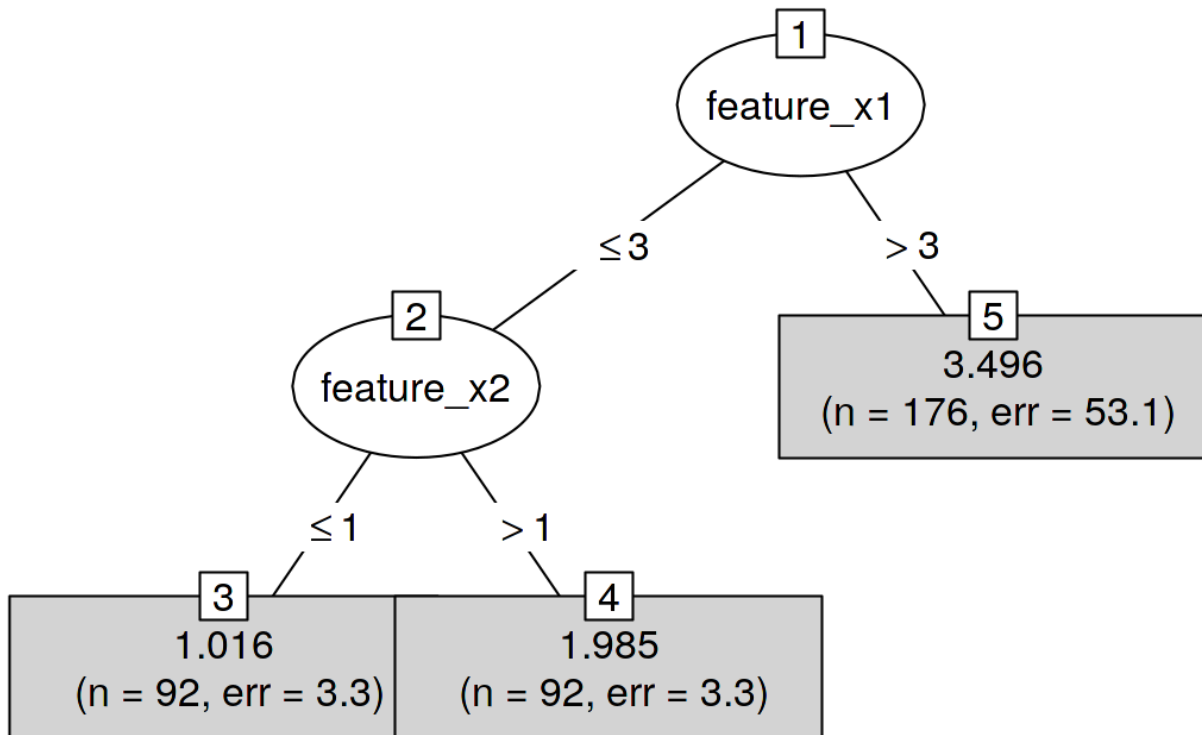 1
feature_x1
≤3
> 3
2
feature_x2
5
3.496
(n = 176, err = 53.1)
≤ 1
> 1
3
1.016
(n = 92, err = 3.3)
4
1.985
(n = 92, err = 3.3)